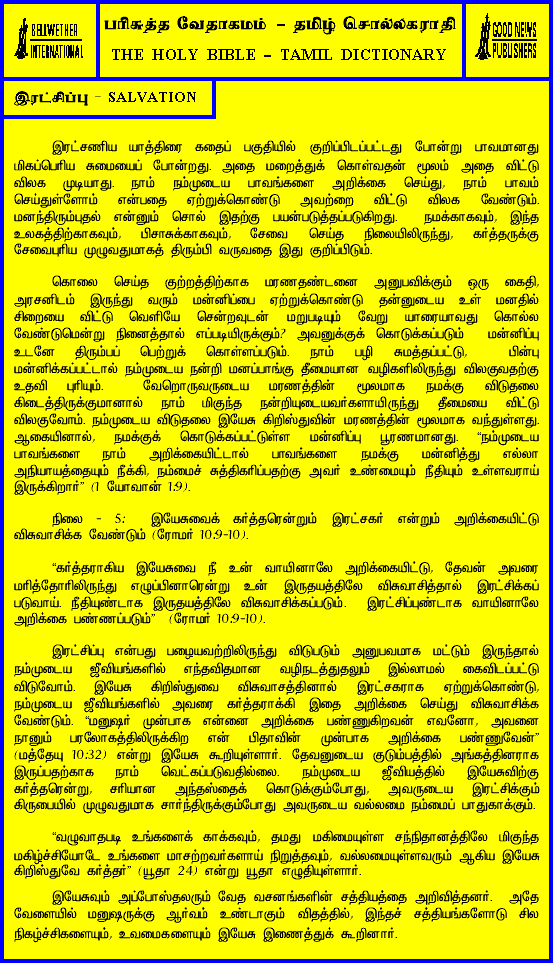 BELLWETHER
INTERNATIONAL
பரிசுத்த வேதாகமம் – தமிழ் சொல்லகராதி
THE HOLY BIBLE – TAMIL DICTIONARY
GOOD NEWS
PUBLISHERS
இரட்சிப்பு – SALVATION
இரட்சணிய யாத்திரை கதைப் பகுதியில் குறிப்பிடப்பட்டது போன்று பாவமானது
மிகப்பெரிய சுமையைப் போன்றது. அதை மறைத்துக் கொள்வதன் மூலம் அதை விட்டு
விலக முடியாது. நாம் நம்முடைய பாவங்களை அறிக்கை செய்து, நாம் பாவம்
செய்துள்ளோம் என்பதை ஏற்றுக்கொண்டு அவற்றை விட்டு விலக வேண்டும்.
மனந்திரும்புதல் என்னும் சொல் இதற்கு பயன்படுத்தப்படுகிறது. நமக்காகவும், இந்த
உலகத்திற்காகவும், பிசாசுக்காகவும், சேவை செய்த நிலையிலிருந்து, கர்த்தருக்கு
சேவைபுரிய முழுவதுமாகத் திரும்பி வருவதை இது குறிப்பிடும்.
கொலை செய்த குற்றத்திற்காக மரணதண்டனை அனுபவிக்கும் ஒரு கைதி,
அரசனிடம் இருந்து வரும் மன்னிப்பை ஏற்றுக்கொண்டு தன்னுடைய உள் மனதில்
சிறையை விட்டு வெளியே சென்றவுடன் மறுபடியும் வேறு யாரையாவது கொல்ல
வேண்டுமென்று நினைத்தால் எப்படியிருக்கும்? அவனுக்குக் கொடுக்கப்படும் மன்னிப்பு
உடனே திரும்பப் பெற்றுக் கொள்ளப்படும். நாம் பழி சுமத்தப்பட்டு, பின்பு
மன்னிக்கப்பட்டால் நம்முடைய நன்றி மனப்பாங்கு தீமையான வழிகளிலிருந்து விலகுவதற்கு
உதவி புரியும். வேறொருவருடைய மரணத்தின் மூலமாக நமக்கு விடுதலை
கிடைத்திருக்குமானால் நாம் மிகுந்த நன்றியுடையவர்களாயிருந்து தீமையை விட்டு
விலகுவோம். நம்முடைய விடுதலை இயேசு கிறிஸ்துவின் மரணத்தின் மூலமாக வந்துள்ளது.
ஆகையினால், நமக்குக் கொடுக்கப்பட்டுள்ள மன்னிப்பு பூரணமானது. “நம்முடைய
பாவங்களை நாம் அறிக்கையிட்டால் பாவங்களை நமக்கு மன்னித்து எல்லா
அநியாயத்தையும் நீக்கி, நம்மைச் சுத்திகரிப்பதற்கு அவர் உண்மையும் நீதியும் உள்ளவராய்
இருக்கிறார்” (1 யோவான் 1:9).
நிலை – 5: இயேசுவைக் கர்த்தரென்றும் இரட்சகர் என்றும் அறிக்கையிட்டு
விசுவாசிக்க வேண்டும் (ரோமர் 10:9-10).
“கர்த்தராகிய இயேசுவை நீ உன் வாயினாலே அறிக்கையிட்டு, தேவன் அவரை
மரித்தோரிலிருந்து எழுப்பினாரென்று உன் இருதயத்திலே விசுவாசித்தால் இரட்சிக்கப்
படுவாய். நீதியுண்டாக இருதயத்திலே விசுவாசிக்கப்படும். இரட்சிப்புண்டாக வாயினாலே
அறிக்கை பண்ணப்படும்” (ரோமர் 10:9-10).
இரட்சிப்பு என்பது பழையவற்றிலிருந்து விடுபடும் அனுபவமாக மட்டும் இருந்தால்
நம்முடைய ஜீவியங்களில் எந்தவிதமான வழிநடத்துதலும் இல்லாமல் கைவிடப்பட்டு
விடுவோம். இயேசு கிறிஸ்துவை விசுவாசத்தினால் இரட்சகராக ஏற்றுக்கொண்டு,
நம்முடைய ஜீவியங்களில் அவரை கர்த்தராக்கி இதை அறிக்கை செய்து விசுவாசிக்க
வேண்டும். “மனுஷர் முன்பாக என்னை அறிக்கை பண்ணுகிறவன் எவனோ, அவனை
நானும் பரலோகத்திலிருக்கிற என் பிதாவின் முன்பாக அறிக்கை பண்ணுவேன்”
(மத்தேயு 10:32) என்று இயேசு கூறியுள்ளார். தேவனுடைய குடும்பத்தில் அங்கத்தினராக
இருப்பதற்காக நாம் வெட்கப்படுவதில்லை. நம்முடைய ஜீவியத்தில் இயேசுவிற்கு
கர்த்தரென்று, சரியான அந்தஸ்தைக் கொடுக்கும்போது, அவருடைய இரட்சிக்கும்
கிருபையில் முழுவதுமாக சார்ந்திருக்கும்போது அவருடைய வல்லமை நம்மைப் பாதுகாக்கும்.
“வழுவாதபடி உங்களைக் காக்கவும், தமது மகிமையுள்ள சந்நிதானத்திலே மிகுந்த
மகிழ்ச்சியோடே உங்களை மாசற்றவர்களாய் நிறுத்தவும், வல்லமையுள்ளவரும் ஆகிய இயேசு
கிறிஸ்துவே கர்த்தர்” (யூதா 24) என்று யூதா எழுதியுள்ளார்.
இயேசுவும் அப்போஸ்தலரும் வேத வசனங்களின் சத்தியத்தை அறிவித்தனர். அதே
வேளையில் மனுஷருக்கு ஆர்வம் உண்டாகும் விதத்தில், இந்தச் சத்தியங்களோடு சில
நிகழ்ச்சிகளையும், உவமைகளையும் இயேசு இணைத்துக் கூறினார்.